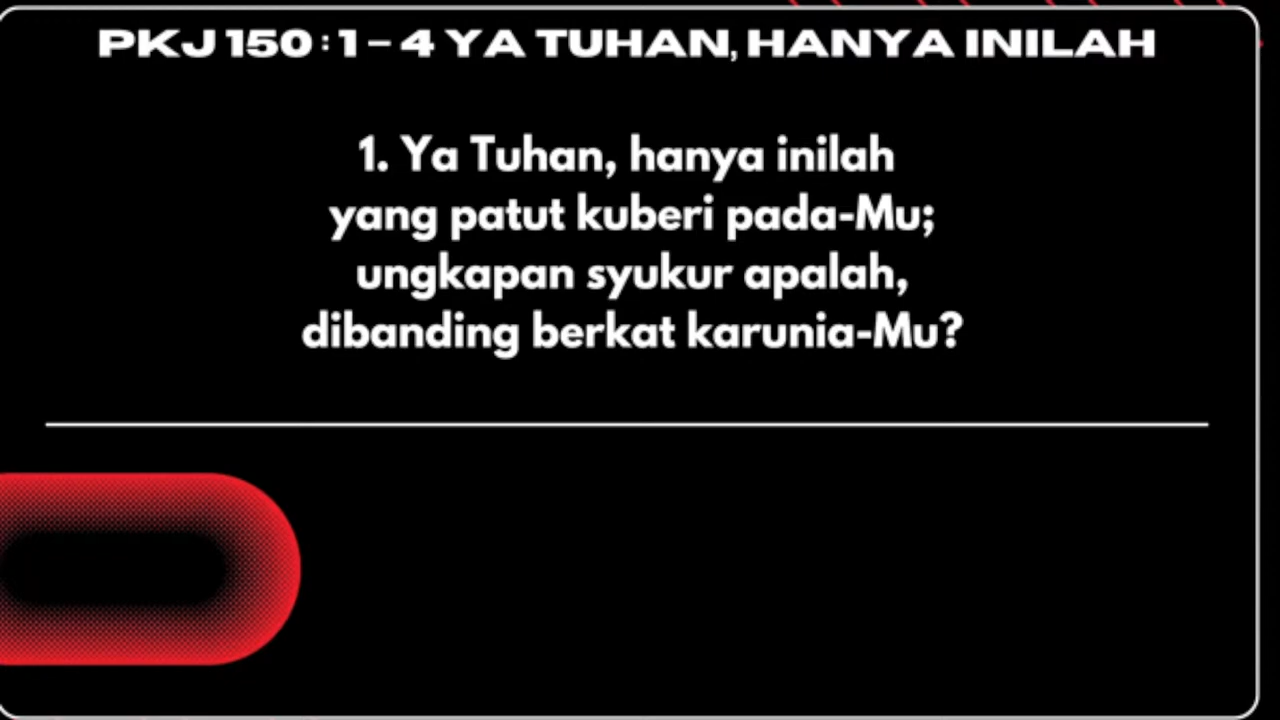 PKJ 150 : 1 – 4 YA TUHAN, HANYA INILAH
1. Ya Tuhan, hanya inilah
yang patut kuberi pada-Mu;
ungkapan syukur apalah,
dibanding berkat karunia-Mu?